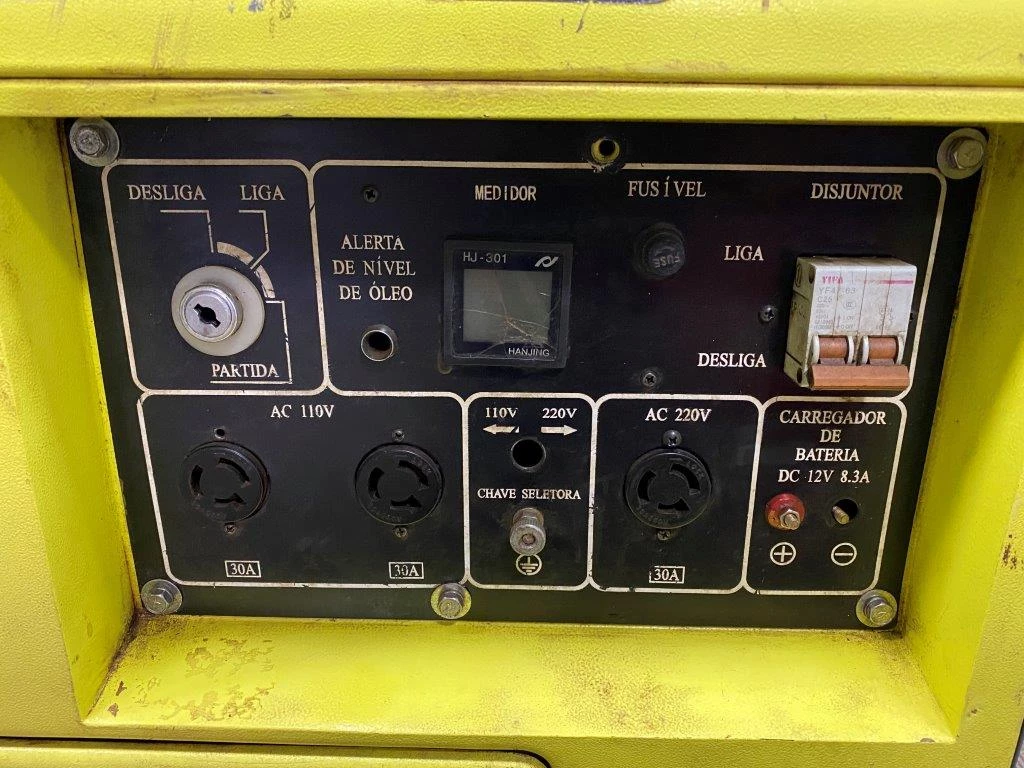 DESLIGA LIGA
PARTIDA
MEDIDOR
FUSÍVEL
DISJUNTOR
ALERTA
DE NÍVEL
DE ÓLEO
HJ-301
HANJING
FUSE
LIGA
DESLIGA
C25
AC 110V
30A
30A
110V 220V
CHAVE SELETORA
AC 220V
30A
CARREGADOR
DE
BATERIA
DC 12V 8.3A
+ −